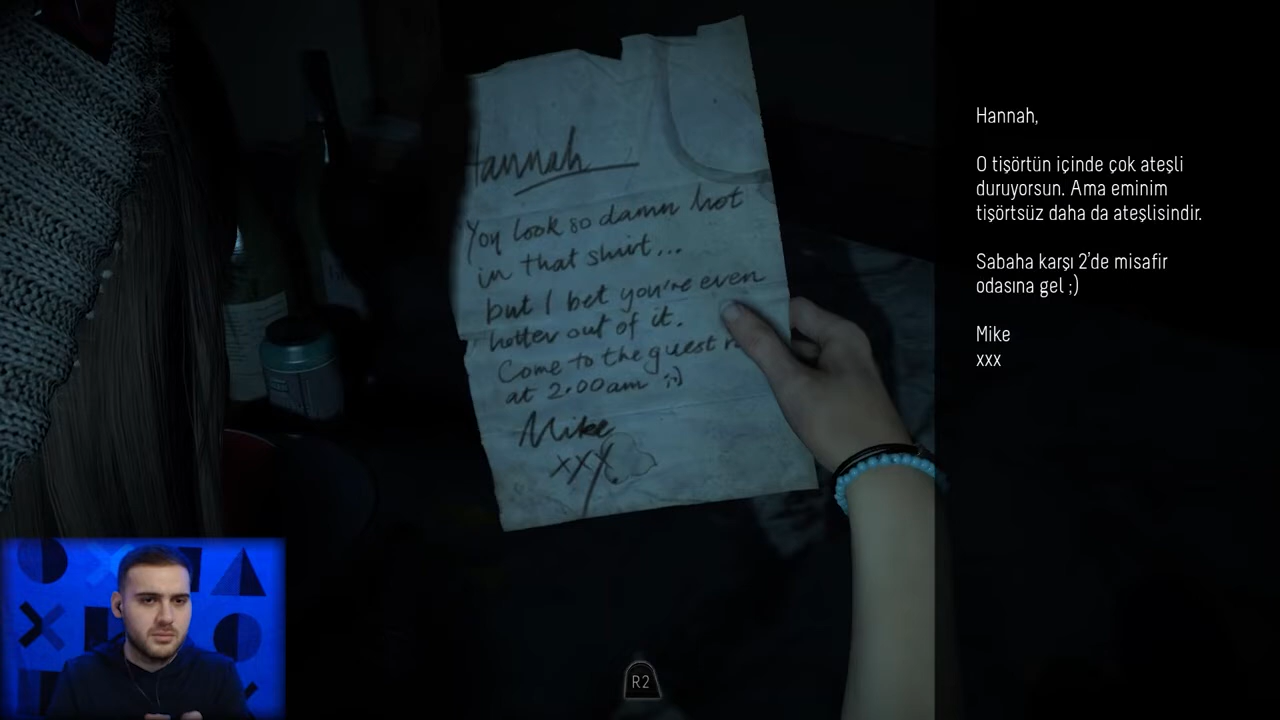 Hannah
You look so damn hot
in that shirt...
but I bet you're even
hotter out of it.
Come to the guest
at 2.00am ;)
Mike
xxx
Hannah,
O tişörtün içinde çok ateşli
duruyorsun. Ama eminim
tişörtsüz daha da ateşlisindir.
Sabaha karşı 2'de misafir
odasına gel ;)
Mike
xxx
R2